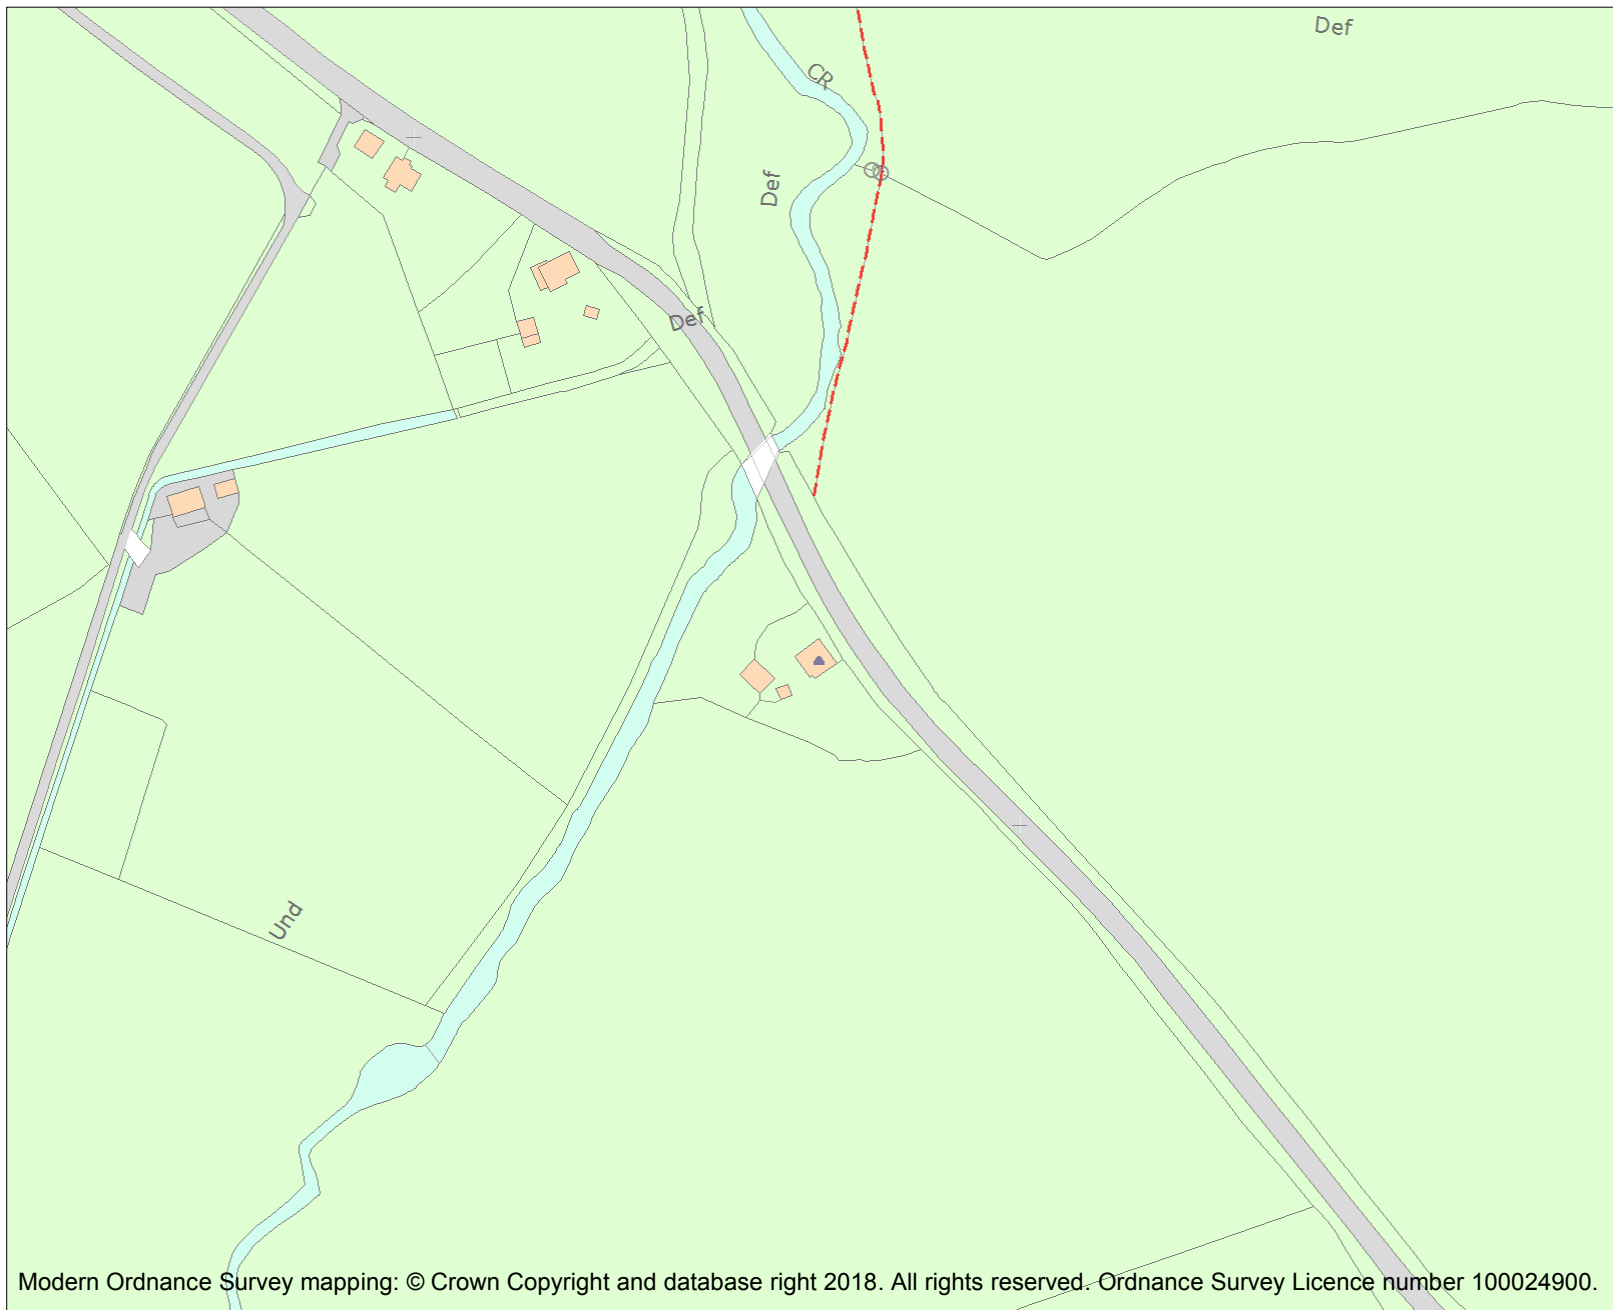 Def
CR
Def
Def
Und
Modern Ordnance Survey mapping: © Crown Copyright and database right 2018. All rights reserved. Ordnance Survey Licence number 100024900.